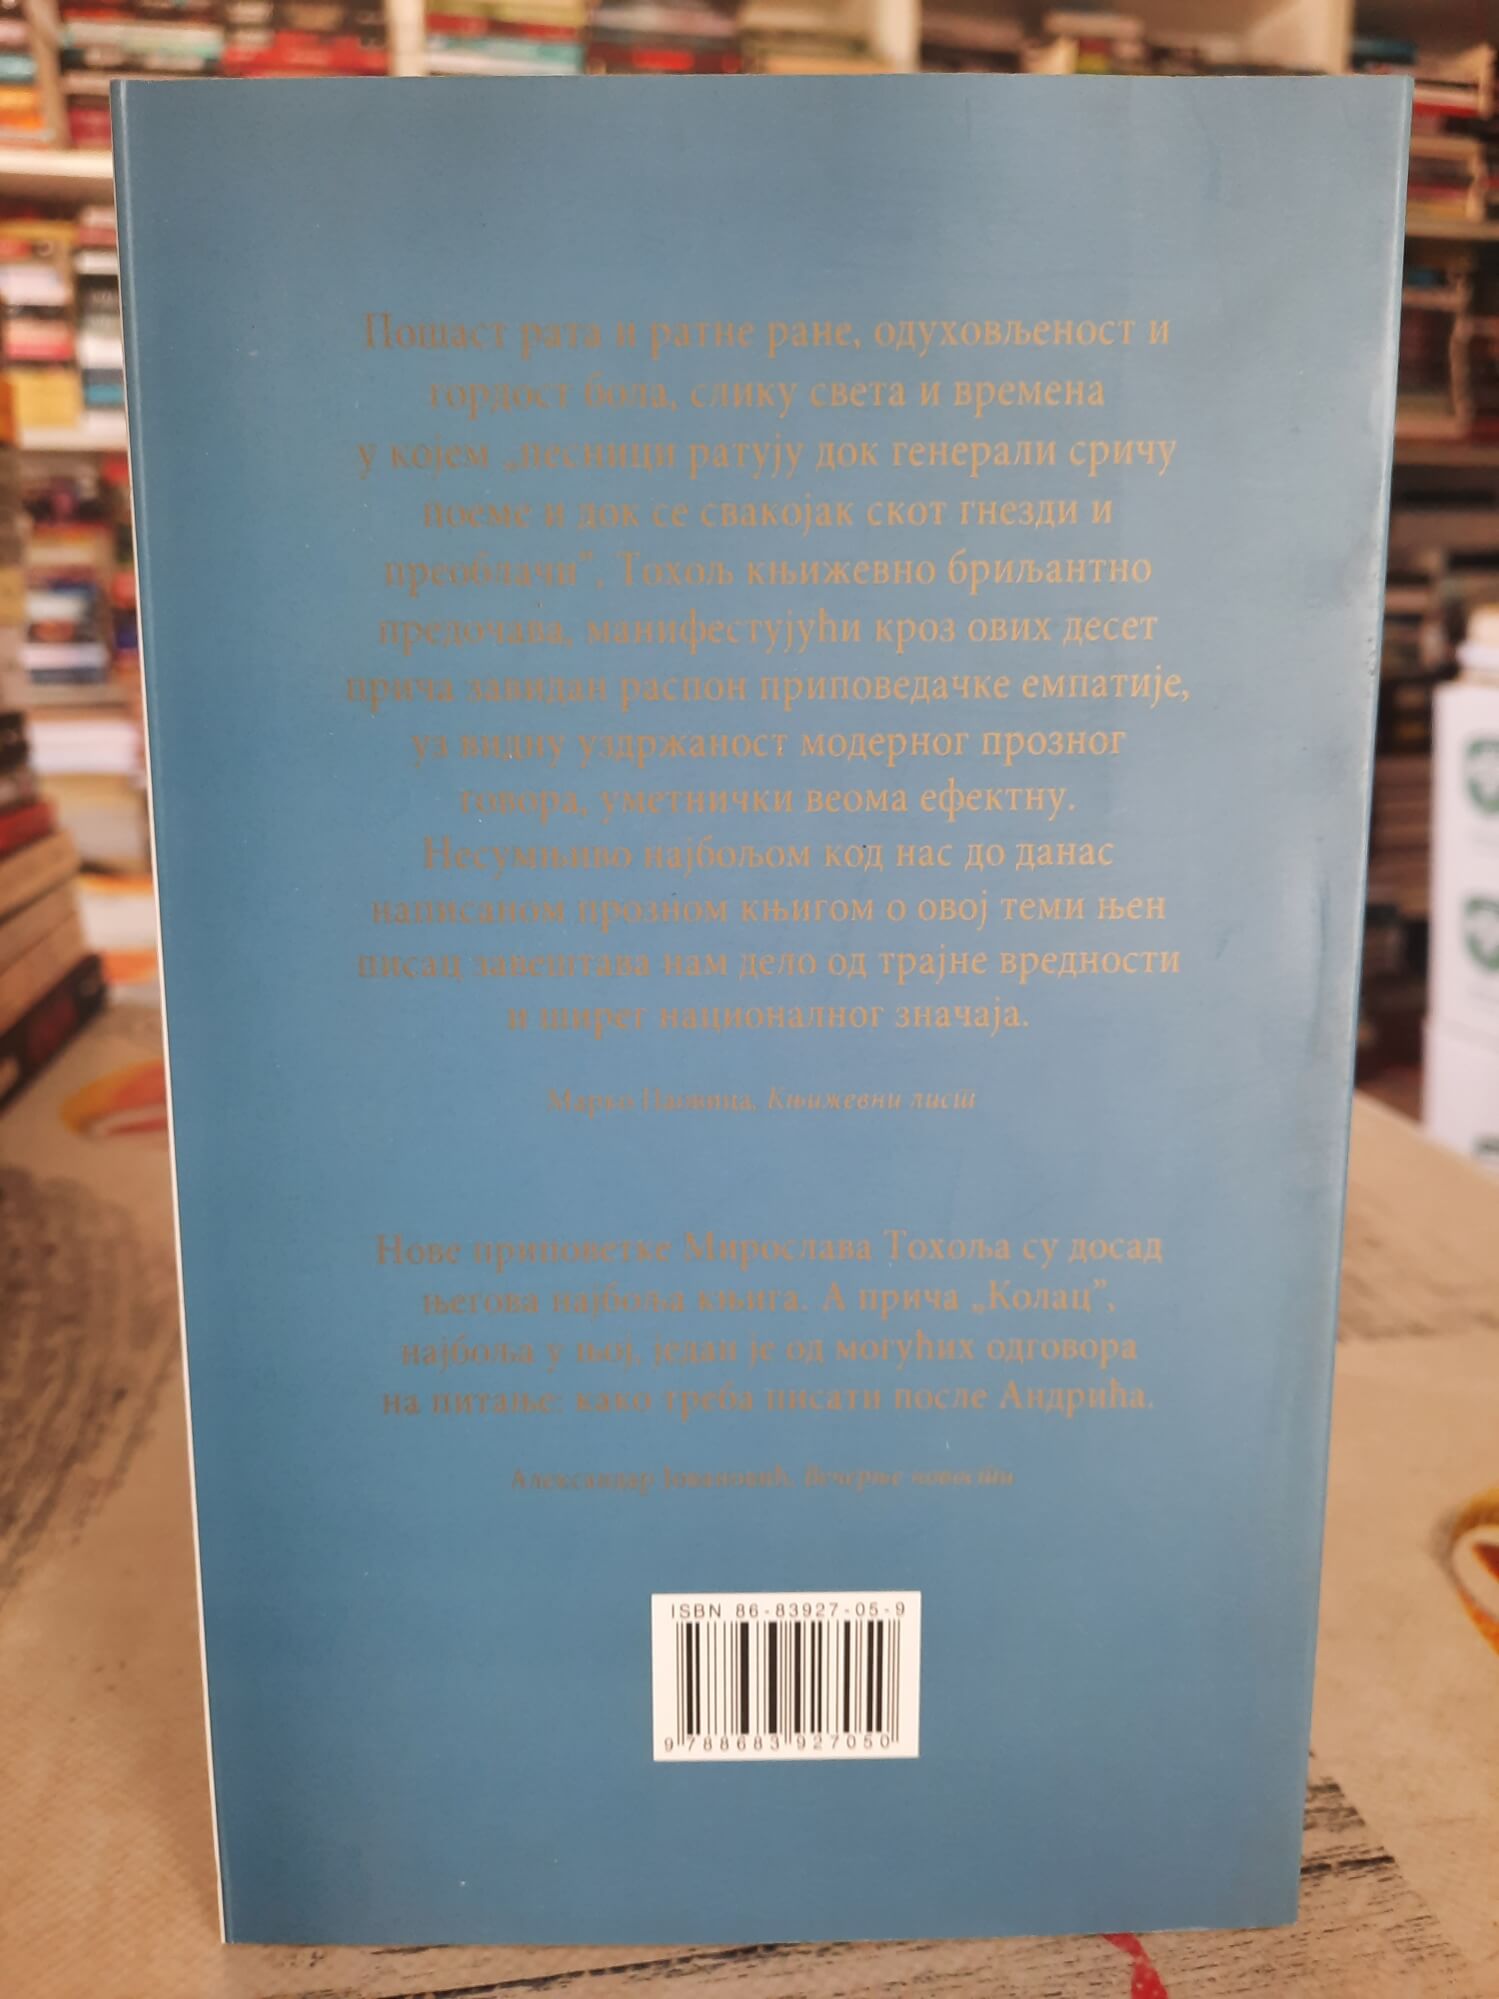 Пошаст рата и ратне ране, одуховљеност и
гордост бола, слику света и времена
у којем „песници ратују док генерали сричу
поеме и док се свакојак скот гнезди и
преоблачи”, Тохољ књижевно бриљантно
предочава, манифестујући кроз ових десет
прича завидан распон приповедачке емпатије,
уз видну уздржаност модерног прозног
говора, уметнички веома ефектну.
Несумњиво најбољом код нас до данас
написаном прозном књигом о овој теми њен
писац завештава нам дело од трајне вредности
и ширег националног значаја.
Марко Паовица, Књижевни лист
Нове приповетке Мирослава Тохоља су досад
његова најбоља књига. А прича „Колац”,
најбоља у њој, један је од могућих одговора
на питање: како треба писати после Андрића.
Александар Јовановић, Вечерње новости
ISBN 86-83927-05-9
9 788683 927050